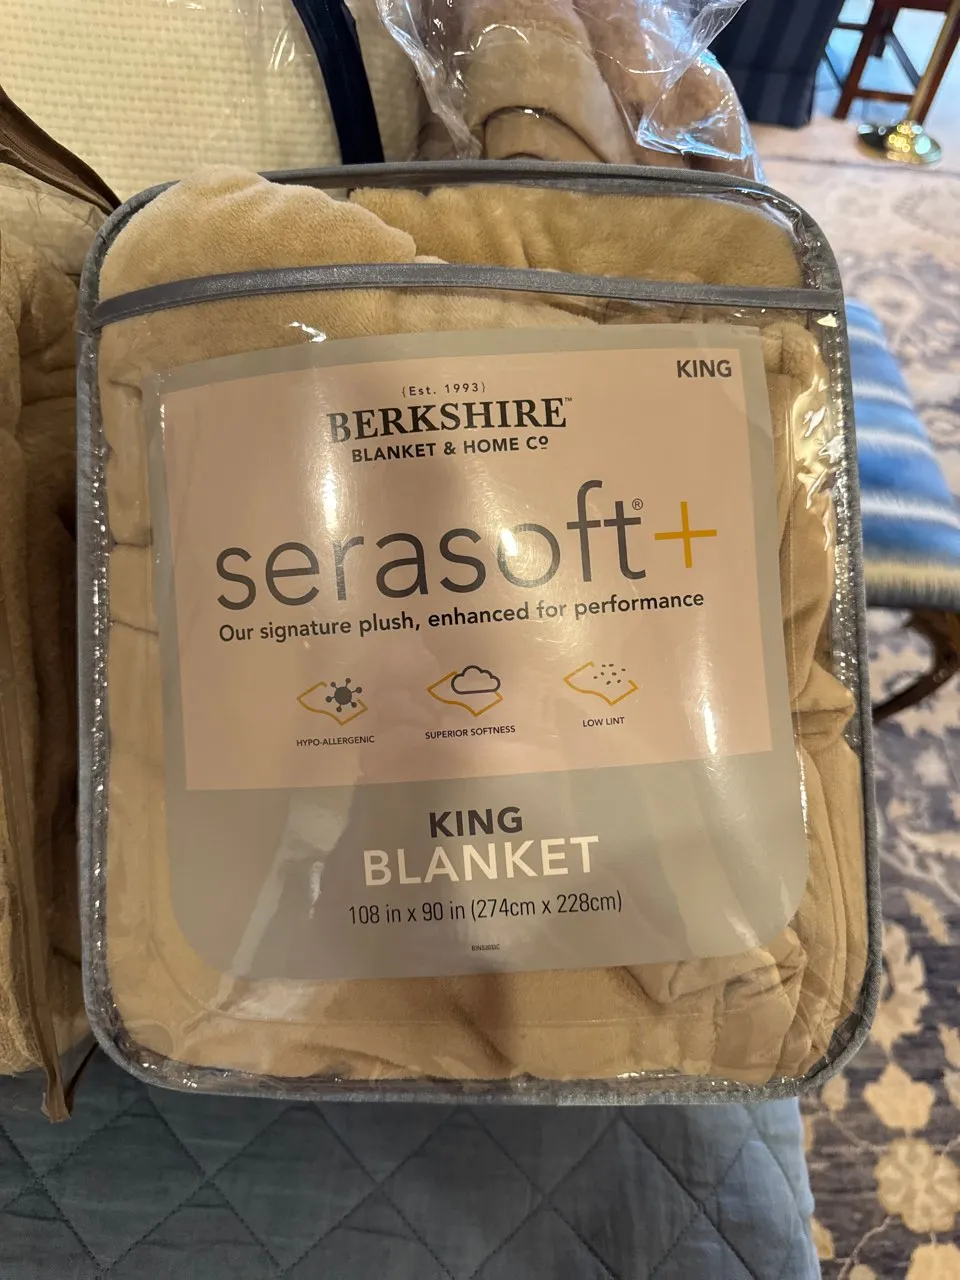 KING
{Est. 1993}
BERKSHIRE™
BLANKET & HOME Cº
serasoft®+
Our signature plush, enhanced for performance
HYPO-ALLERGENIC
SUPERIOR SOFTNESS
LOW LINT
KING
BLANKET
108 in x 90 in (274cm x 228cm)